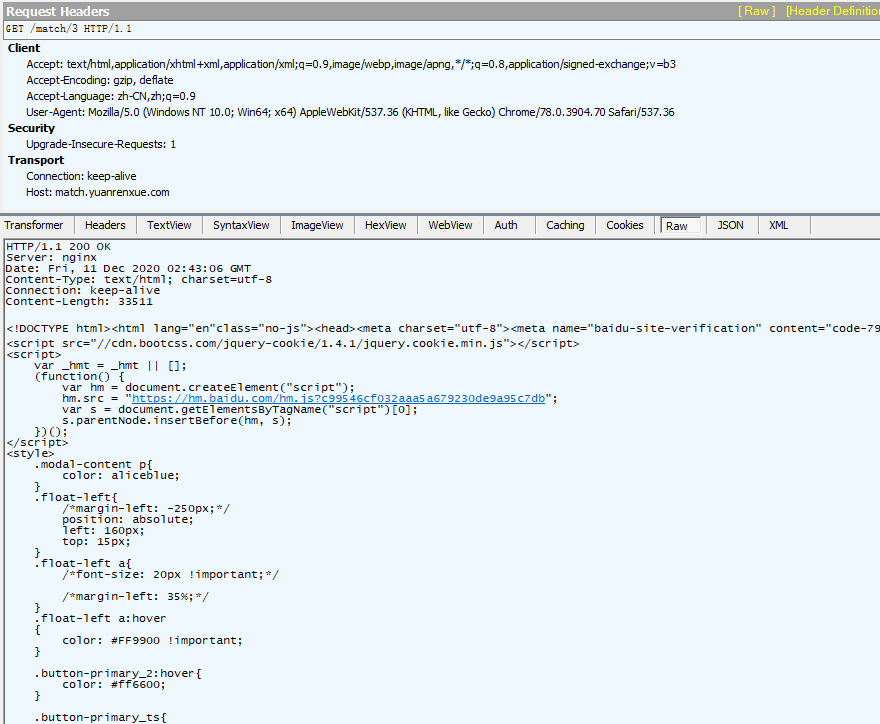 Request Headers [ Raw ] [Header Definition
GET /match/3 HTTP/1.1
Client
Accept: text/html,application/xhtml+xml,application/xml;q=0.9,image/webp,image/apng,*/*;q=0.8,application/signed-exchange;v=b3
Accept-Encoding: gzip, deflate
Accept-Language: zh-CN,zh;q=0.9
User-Agent: Mozilla/5.0 (Windows NT 10.0; Win64; x64) AppleWebKit/537.36 (KHTML, like Gecko) Chrome/78.0.3904.70 Safari/537.36
Security
Upgrade-Insecure-Requests: 1
Transport
Connection: keep-alive
Host: match.yuanrenxue.com
Transformer Headers TextView SyntaxView ImageView HexView WebView Auth Caching Cookies Raw JSON XML
HTTP/1.1 200 OK
Server: nginx
Date: Fri, 11 Dec 2020 02:43:06 GMT
Content-Type: text/html; charset=utf-8
Connection: keep-alive
Content-Length: 33511
<!DOCTYPE html><html lang="en"class="no-js"><head><meta charset="utf-8"><meta name="baidu-site-verification" content="code-79
<script src="//cdn.bootcss.com/jquery-cookie/1.4.1/jquery.cookie.min.js"></script>
<script>
var _hmt = _hmt || [];
(function() {
var hm = document.createElement("script");
hm.src = "https://hm.baidu.com/hm.js?c99546cf032aaa5a679230de9a95c7db";
var s = document.getElementsByTagName("script")[0];
s.parentNode.insertBefore(hm, s);
})();
</script>
<style>
.modal-content p{
color: aliceblue;
}
.float-left{
/*margin-left: -250px;*/
position: absolute;
left: 160px;
top: 15px;
}
.float-left a{
/*font-size: 20px !important;*/
/*margin-left: 35%;*/
}
.float-left a:hover
{
color: #FF9900 !important;
}
.button-primary_2:hover{
color: #ff6600;
}
.button-primary_ts{